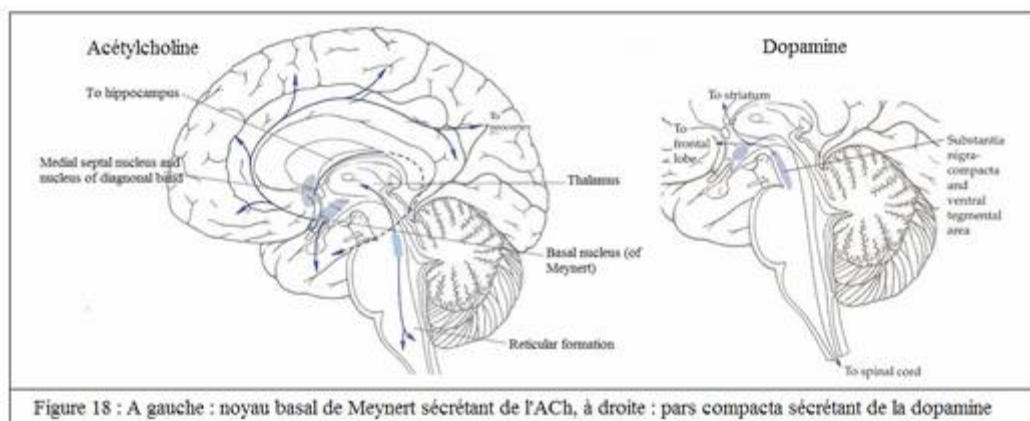 Acétylcholine
To hippocampus
To
Medial septal nucleus and
nucleus of diagnonal band
Thalamus
Basal nucleus (of
Meynert)
Reticular formation
Dopamine
To striatum
To
frontal
lobe
Substantia
nigra-
compacta
and
ventral
tegmental
area
To spinal cord
Figure 18 : A gauche : noyau basal de Meynert sécrétant de l'ACh, à droite : pars compacta sécrétant de la dopamine